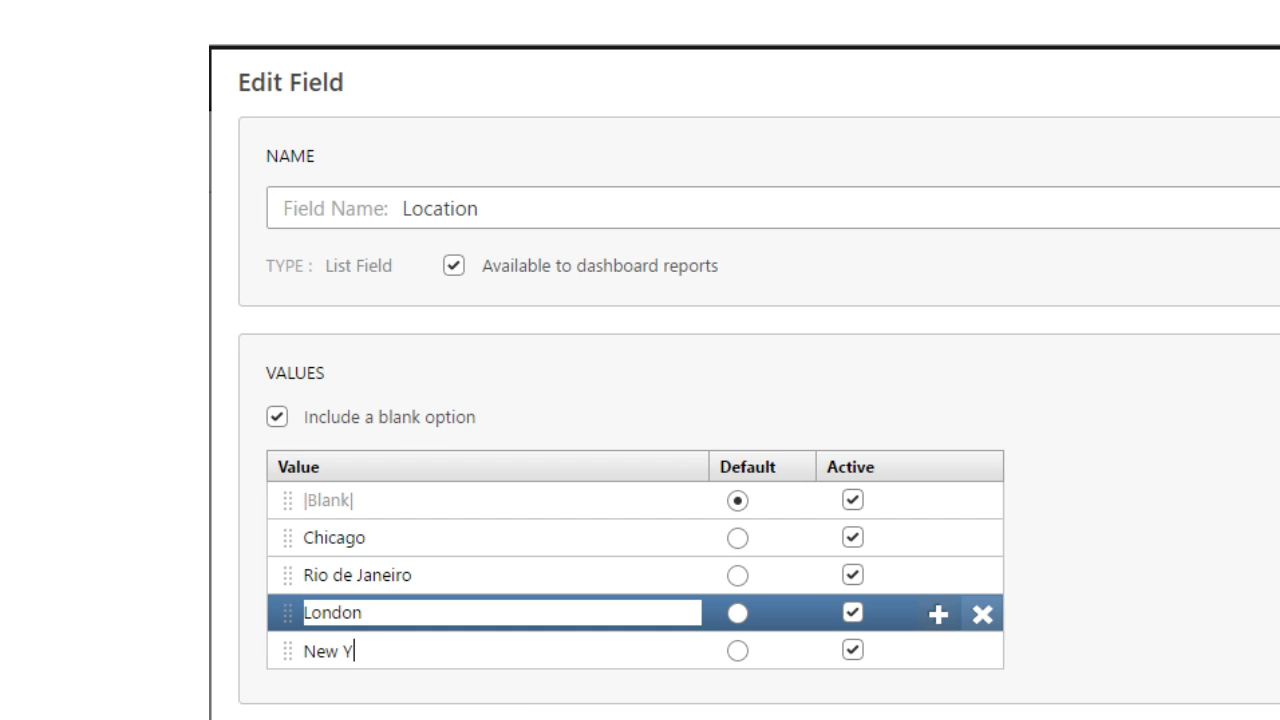 Edit Field
NAME
Field Name: Location
TYPE : List Field Available to dashboard reports
VALUES
Include a blank option
Value Default Active
|Blank|
Chicago
Rio de Janeiro
London
New Y